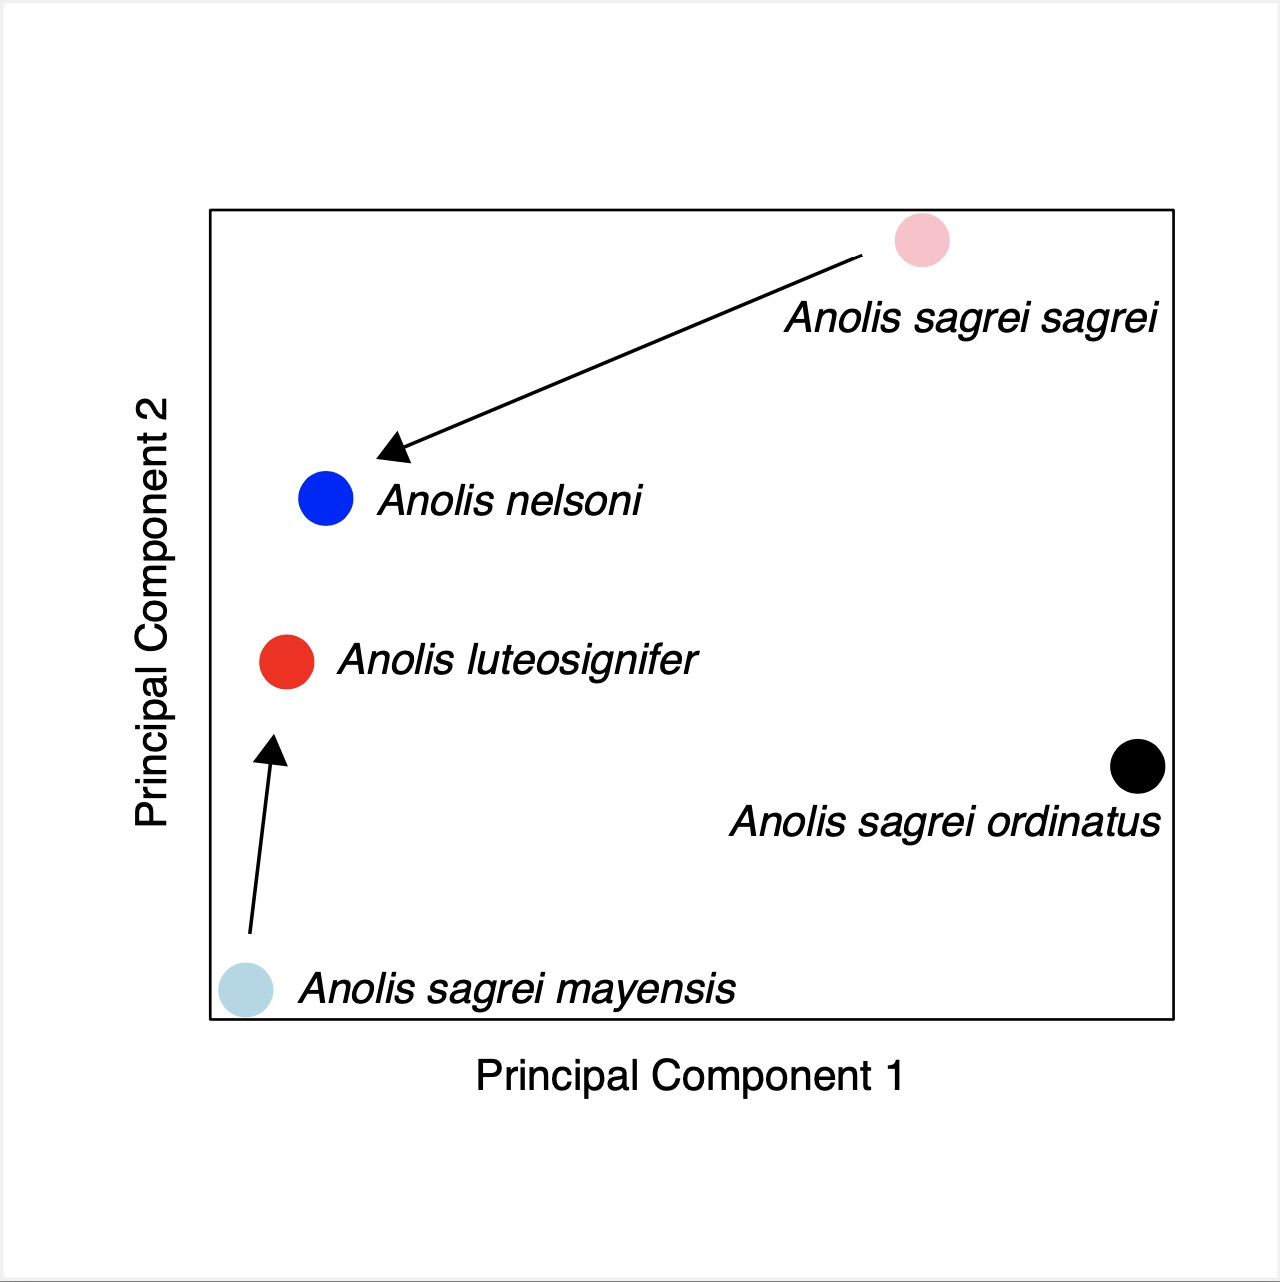 Anolis sagrei sagrei
Anolis nelsoni
Anolis luteosignifer
Anolis sagrei ordinatus
Anolis sagrei mayensis
Principal Component 2
Principal Component 1